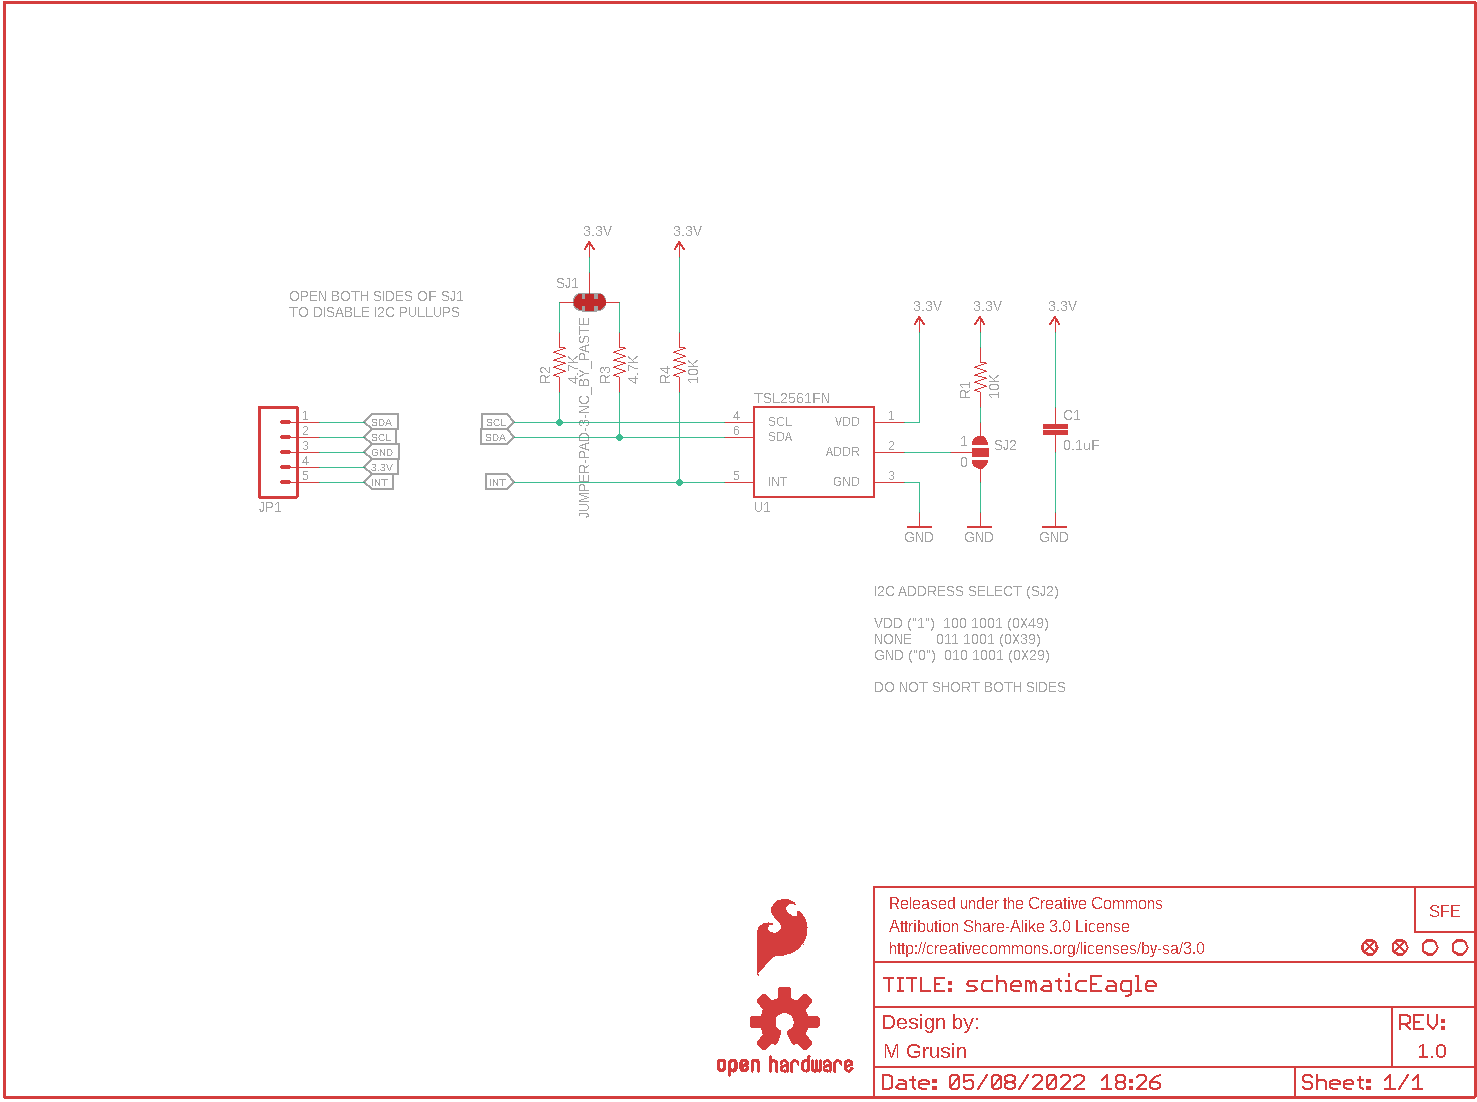 3.3V
3.3V
SJ1
OPEN BOTH SIDES OF SJ1
TO DISABLE I2C PULLUPS
3.3V
3.3V
3.3V
R2
4.7K
JUMPER-PAD-3-NC_BY_PASTE
R3
4.7K
R4
10K
R1
10K
TSL2561FN
1
SDA
2
SCL
3
GND
4
3.3V
5
INT
JP1
SCL
SDA
INT
4
SCL
VDD
1
6
SDA
ADDR
2
5
INT
GND
3
U1
1
0
SJ2
C1
0.1uF
GND
GND
GND
I2C ADDRESS SELECT (SJ2)
VDD ("1") 100 1001 (0X49)
NONE 011 1001 (0X39)
GND ("0") 010 1001 (0X29)
DO NOT SHORT BOTH SIDES
open hardware
Released under the Creative Commons
Attribution Share-Alike 3.0 License
http://creativecommons.org/licenses/by-sa/3.0
SFE
TITLE: schematicEagle
Design by:
M Grusin
REV:
1.0
Date: 05/08/2022 18:26
Sheet: 1/1